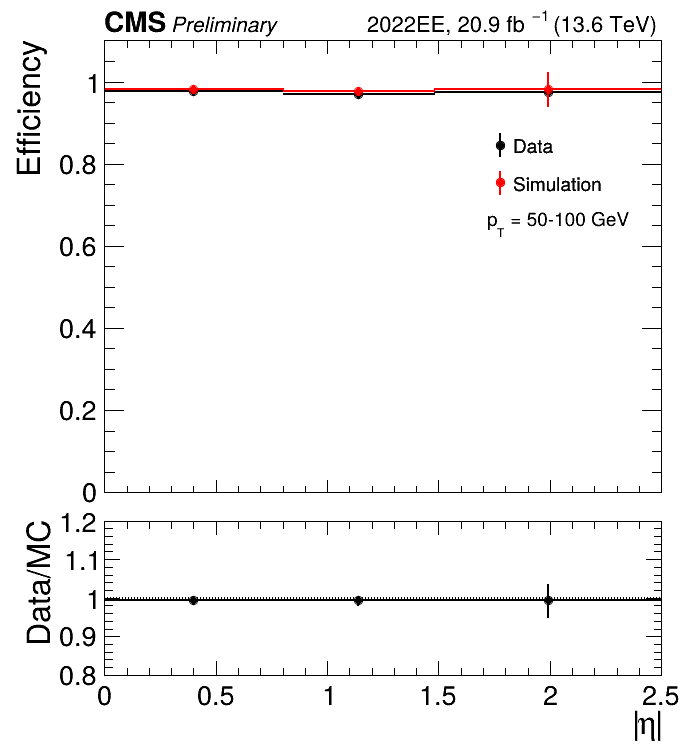 CMS Preliminary 2022EE, 20.9 fb⁻¹ (13.6 TeV)
Efficiency
1
0.8
0.6
0.4
0.2
0
Data
Simulation
p_T = 50-100 GeV
Data/MC
1.2
1.1
1
0.9
0.8
0 0.5 1 1.5 2 2.5
|η|